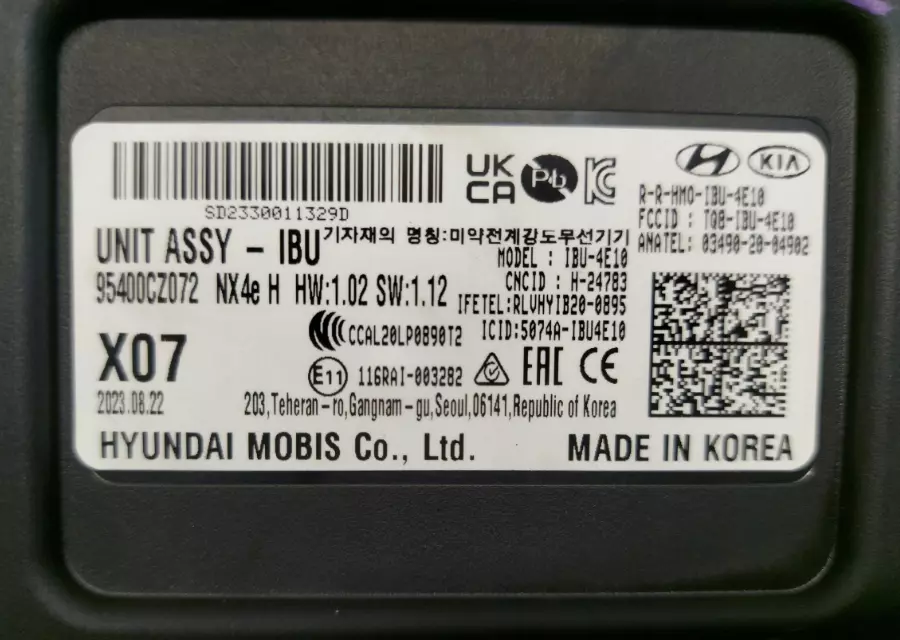 UK
CA
Pb
KIA
SD2330011329D
R-R-HMO-IBU-4E10
FCCID : TQ8-IBU-4E10
ANATEL: 03490-20-04902
UNIT ASSY - IBU 기자재의 명칭:미약전계강도무선기기
MODEL : IBU-4E10
95400CZ072 NX4e H HW:1.02 SW:1.12
CNCID : H-24783
IFETEL:RLVHYIB20-0895
CCAL20LP0890T2 ICID:5074A-IBU4E10
X07
E11 116RAI-003282 EAC CE
2023.08.22 203,Teheran-ro,Gangnam-gu,Seoul,06141,Republic of Korea
HYUNDAI MOBIS Co., Ltd. MADE IN KOREA